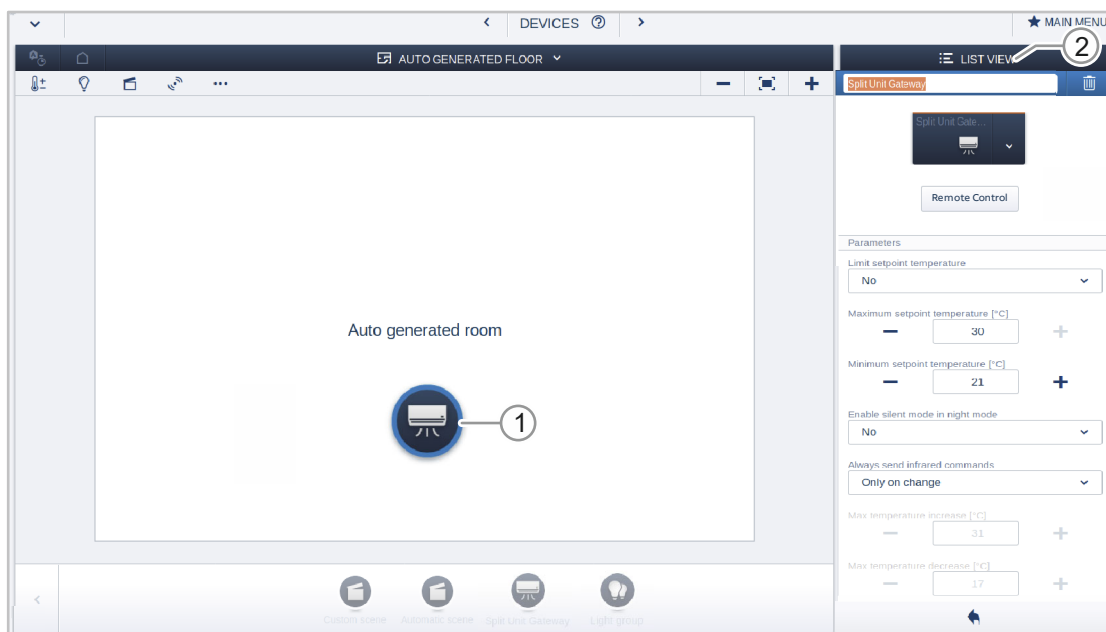 DEVICES
MAIN MENU
2
AUTO GENERATED FLOOR
LIST VIEW
Split Unit Gateway
Split Unit Gate...
Remote Control
Parameters
Limit setpoint temperature
No
Maximum setpoint temperature [°C]
30
Minimum setpoint temperature [°C]
21
Enable silent mode in night mode
No
Always send infrared commands
Only on change
Max temperature increase [°C]
31
Max temperature decrease [°C]
17
Auto generated room
1
Custom scene
Automatic scene
Split Unit Gateway
Light group